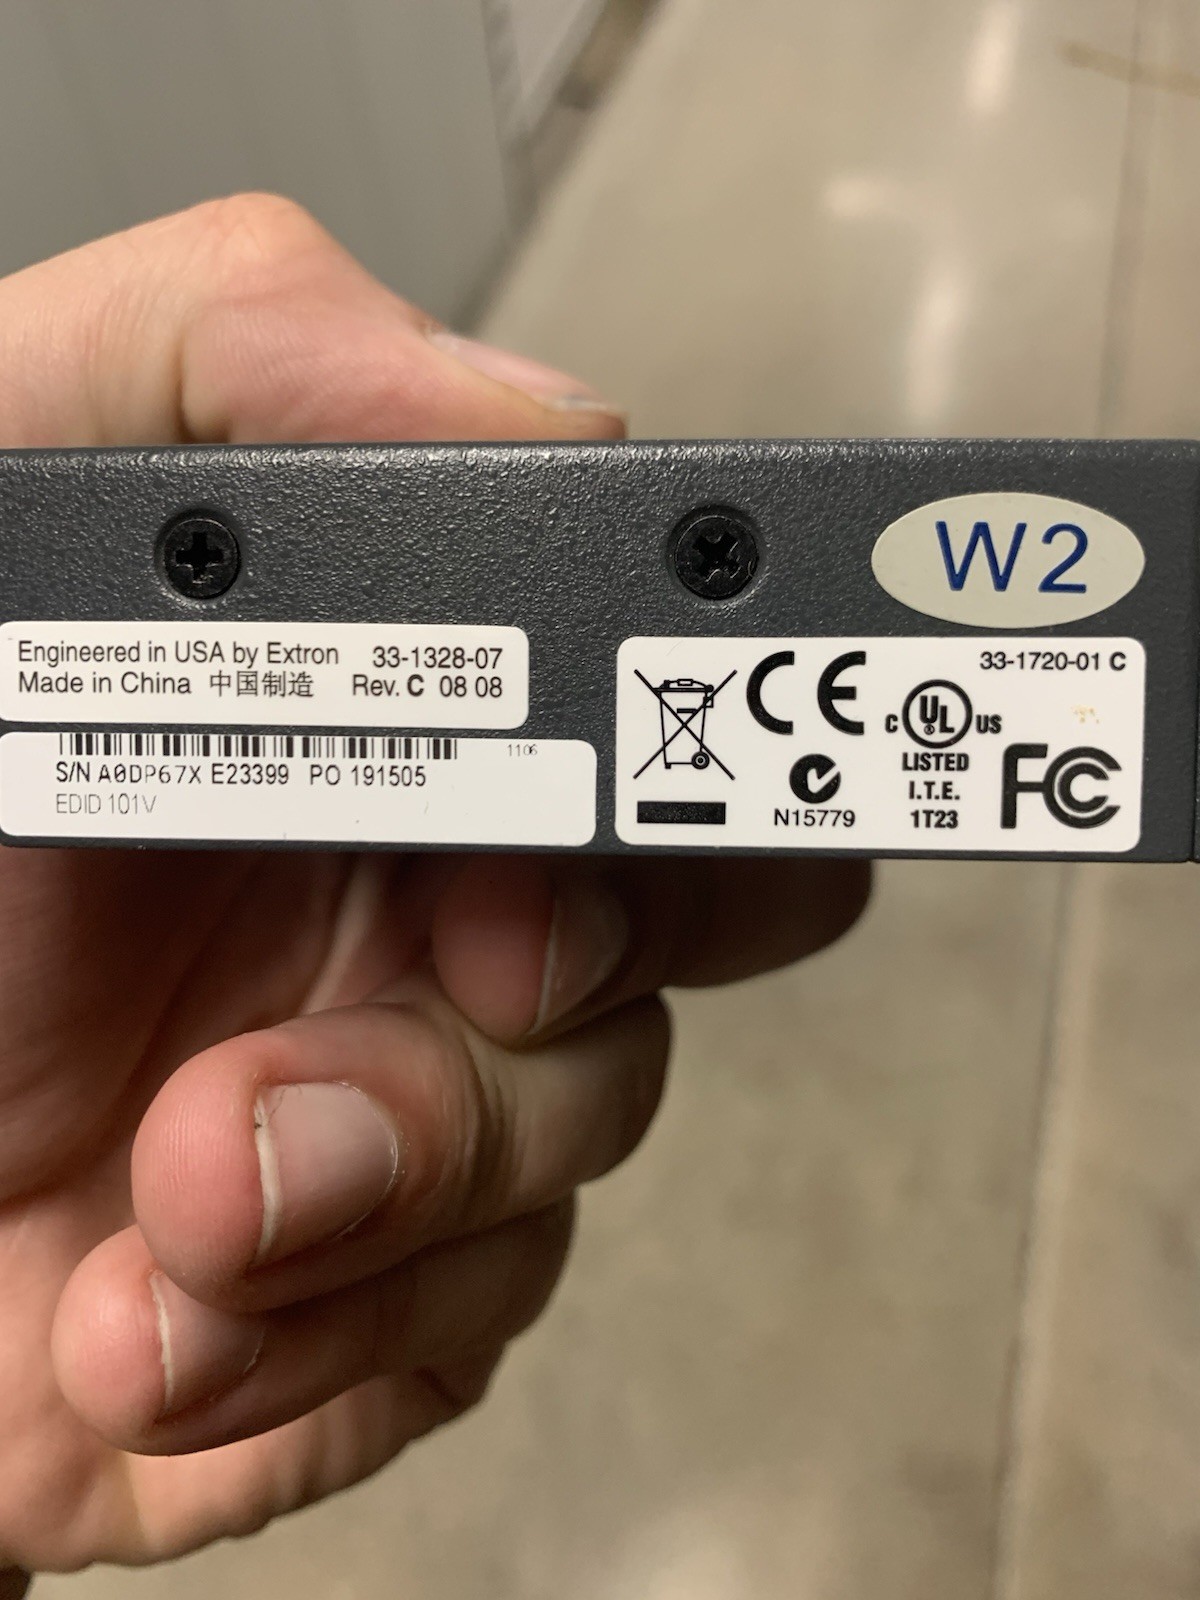 W2
Engineered in USA by Extron 33-1328-07
Made in China 中国制造 Rev. C 08 08
1106
S/N A0DP67X E23399 PO 191505
EDID 101V
33-1720-01 C
CE
C UL US
LISTED
I.T.E.
1T23
N15779
FC